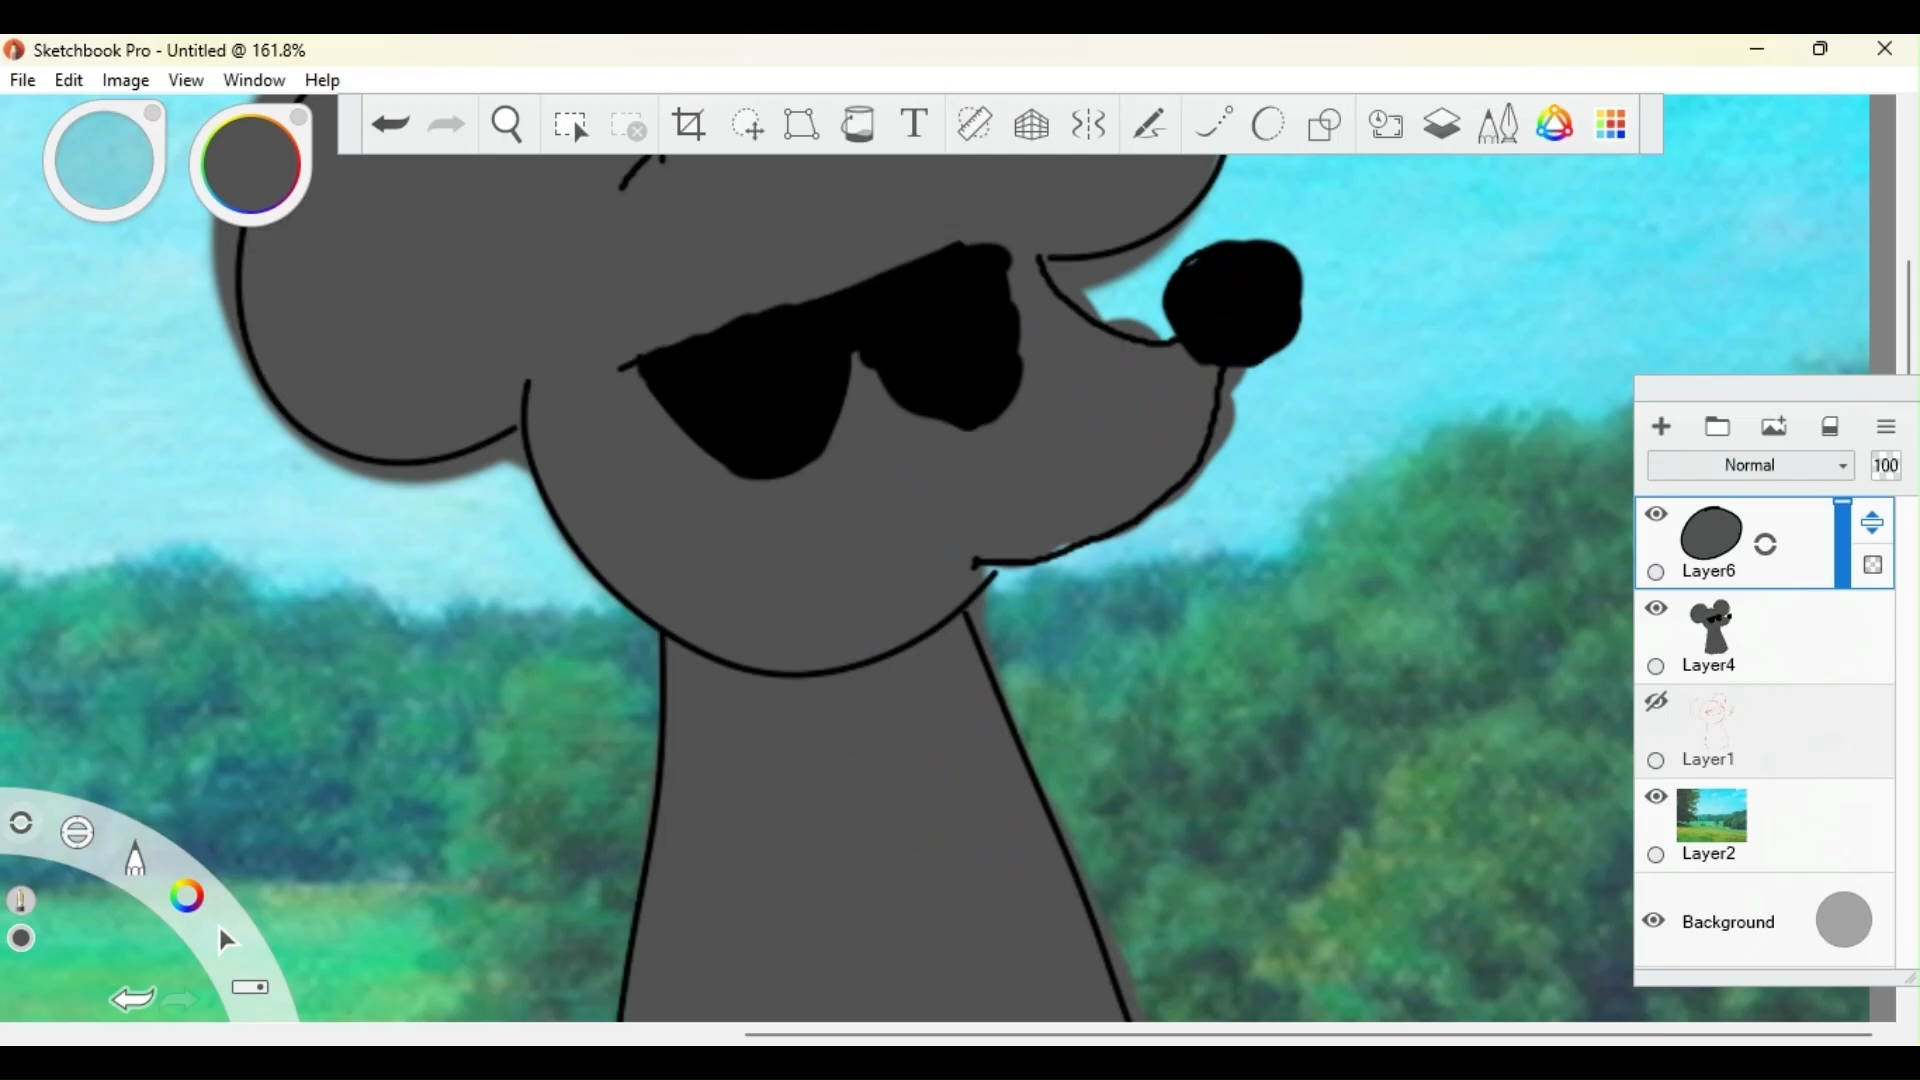 Sketchbook Pro - Untitled @ 161.8%
File Edit Image View Window Help
T
Normal 100
Layer6
Layer4
Layer1
Layer2
Background